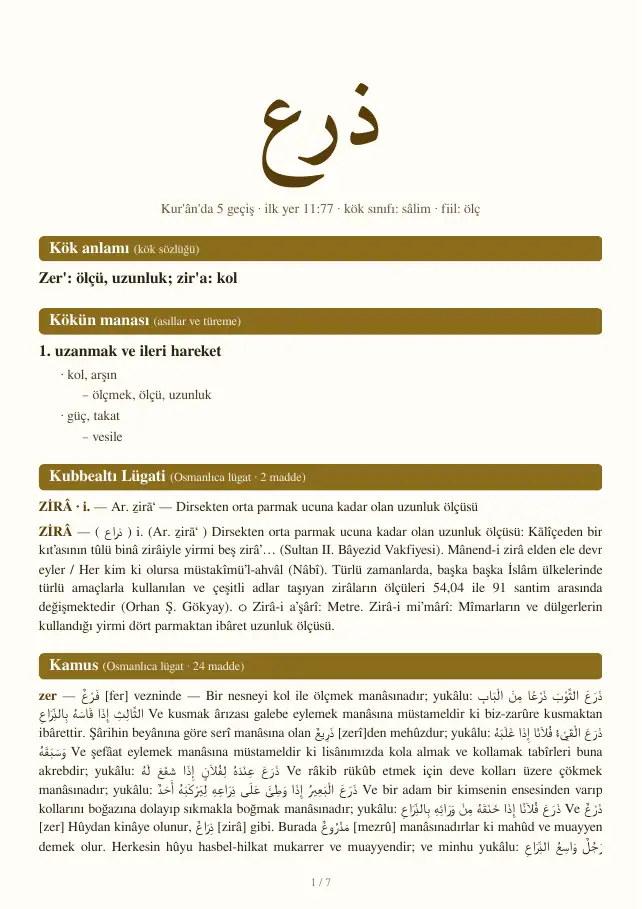 ذرع
Kur'ân'da 5 geçiş · ilk yer 11:77 · kök sınıfı: sâlim · fiil: ölç
Kök anlamı (kök sözlüğü)
Zer': ölçü, uzunluk; zir'a: kol
Kökün manası (asıllar ve türeme)
1. uzanmak ve ileri hareket
· kol, arşın
– ölçmek, ölçü, uzunluk
· güç, takat
– vesile
Kubbealtı Lügati (Osmanlıca lügat · 2 madde)
ZİRÂ · i. — Ar. ẕirā‘ — Dirsekten orta parmak ucuna kadar olan uzunluk ölçüsü
ZİRÂ — ( ذراع ) i. (Ar. ẕirā‘ ) Dirsekten orta parmak ucuna kadar olan uzunluk ölçüsü: Kālîçeden bir
kıt’asının tûlü binâ zirâiyle yirmi beş zirâ’… (Sultan II. Bâyezid Vakfiyesi). Mânend-i zirâ elden ele devr
eyler / Her kim ki olursa müstakîmü’l-ahvâl (Nâbî). Türlü zamanlarda, başka başka İslâm ülkelerinde
türlü amaçlarla kullanılan ve çeşitli adlar taşıyan zirâların ölçüleri 54,04 ile 91 santim arasında
değişmektedir (Orhan Ş. Gökyay). ѻ Zirâ-i a’şârî: Metre. Zirâ-i mi’mârî: Mîmarların ve dülgerlerin
kullandığı yirmi dört parmaktan ibâret uzunluk ölçüsü.
Kamus (Osmanlıca lügat · 24 madde)
zer — فَرْعٌ [fer] vezninde — Bir nesneyi kol ile ölçmek manâsınadır; yukâlu: ذَرَعَ الثَّوْبَ ذَرْعًا مِنَ الْبَابِ
الثَّالِثِ إِذَا قَاسَهُ بِالذِّرَاعِ Ve kusmak ârızası galebe eylemek manâsına müstameldir ki biz-zarûre kusmaktan
ibârettir. Şârihin beyânına göre serî manâsına olan ذَرِيعٌ [zerî]den mehûzdur; yukâlu: ذَرَعَ الْقَيْءُ فُلاَنًا إِذَا غَلَبَهُ
وَسَبَقَهُ Ve şefâat eylemek manâsına müstameldir ki lisânımızda kola almak ve kollamak tabîrleri buna
akrebdir; yukâlu: ذَرَعَ عِنْدَهُ لِفُلاَنٍ إِذَا شَفَعَ لَهُ Ve râkib rükûb etmek için deve kolları üzere çökmek
manâsınadır; yukâlu: ذَرَعَ الْبَعِيرُ إِذَا وَطِئَ عَلَى ذِرَاعِهِ لِيَرْكَبَهُ أَحَدٌ Ve bir adam bir kimsenin ensesinden varıp
kollarını boğazına dolayıp sıkmakla boğmak manâsınadır; yukâlu: ذَرَعَ فُلاَنًا إِذَا خَنَقَهُ مِنْ وَرَائِهِ بِالذِّرَاعِ Ve ذَرْعٌ
[zer] Hûydan kinâye olunur, ذِرَاعٌ [zirâ] gibi. Burada مَذْرُوعٌ [mezrû] manâsınadırlar ki mahûd ve muayyen
demek olur. Herkesin hûyu hasbel-hilkat mukarrer ve muayyendir; ve minhu yukâlu: رَجُلٌ وَاسِعُ الذِّرَاعِ
1 / 7